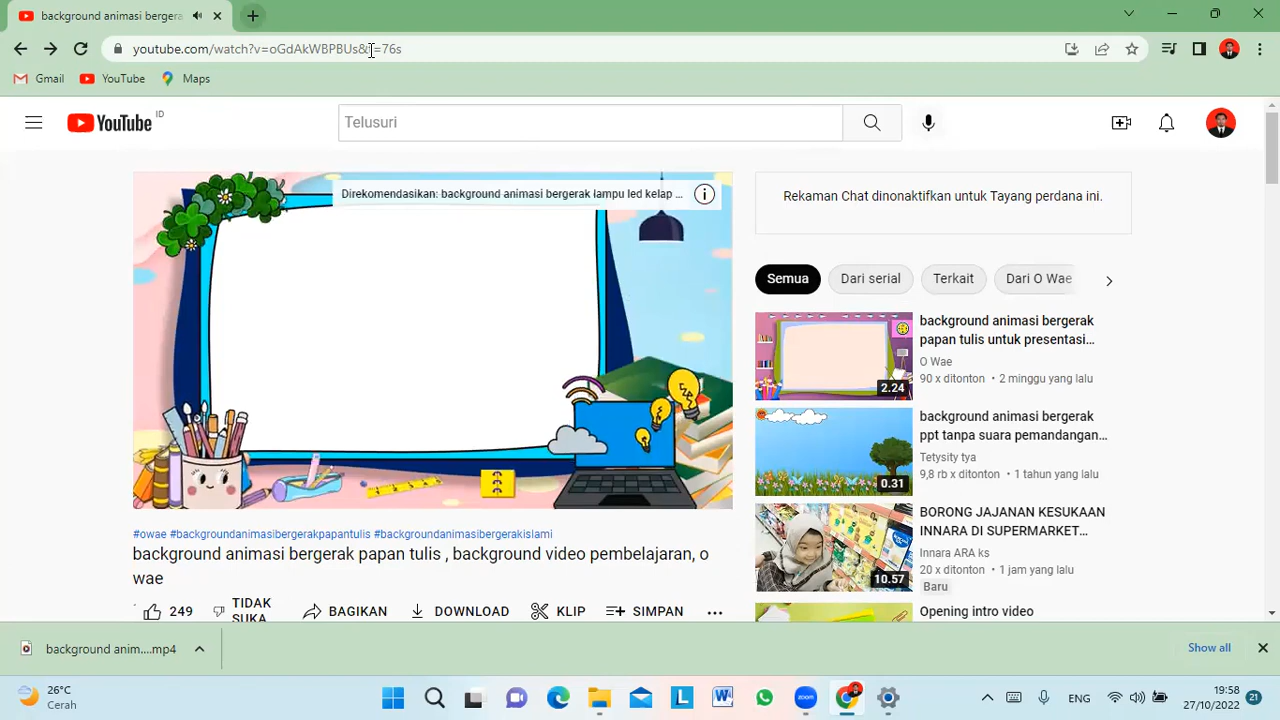 background animasi bergera
youtube.com/watch?v=oGdAkWBPBUs&t=76s
Gmail
YouTube
Maps
YouTube ID
Telusuri
Direkomendasikan: background animasi bergerak lampu led kelap ...
#owae #backgroundanimasibergerakpapantulis #backgroundanimasibergerakislami
background animasi bergerak papan tulis , background video pembelajaran, o
wae
249
TIDAK
SUKA
BAGIKAN
DOWNLOAD
KLIP
SIMPAN
Rekaman Chat dinonaktifkan untuk Tayang perdana ini.
Semua
Dari serial
Terkait
Dari O Wae
2.24
background animasi bergerak
papan tulis untuk presentasi...
O Wae
90 x ditonton • 2 minggu yang lalu
0.31
background animasi bergerak
ppt tanpa suara pemandangan...
Tetysity tya
9,8 rb x ditonton • 1 tahun yang lalu
10.57
BORONG JAJANAN KESUKAAN
INNARA DI SUPERMARKET...
Innara ARA ks
20 x ditonton • 1 jam yang lalu
Baru
Opening intro video
background anim....mp4
Show all
26°C
Cerah
ENG
19:58
27/10/2022
21